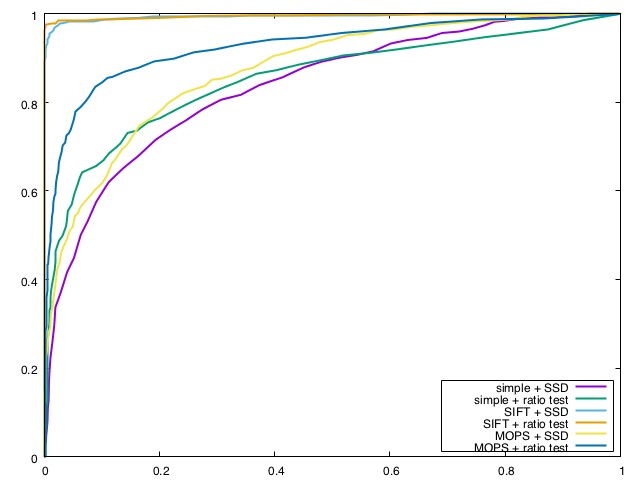 1
0.8
0.6
0.4
0.2
0
0
0.2
0.4
0.6
0.8
1
simple + SSD
simple + ratio test
SIFT + SSD
SIFT + ratio test
MOPS + SSD
MOPS + ratio test